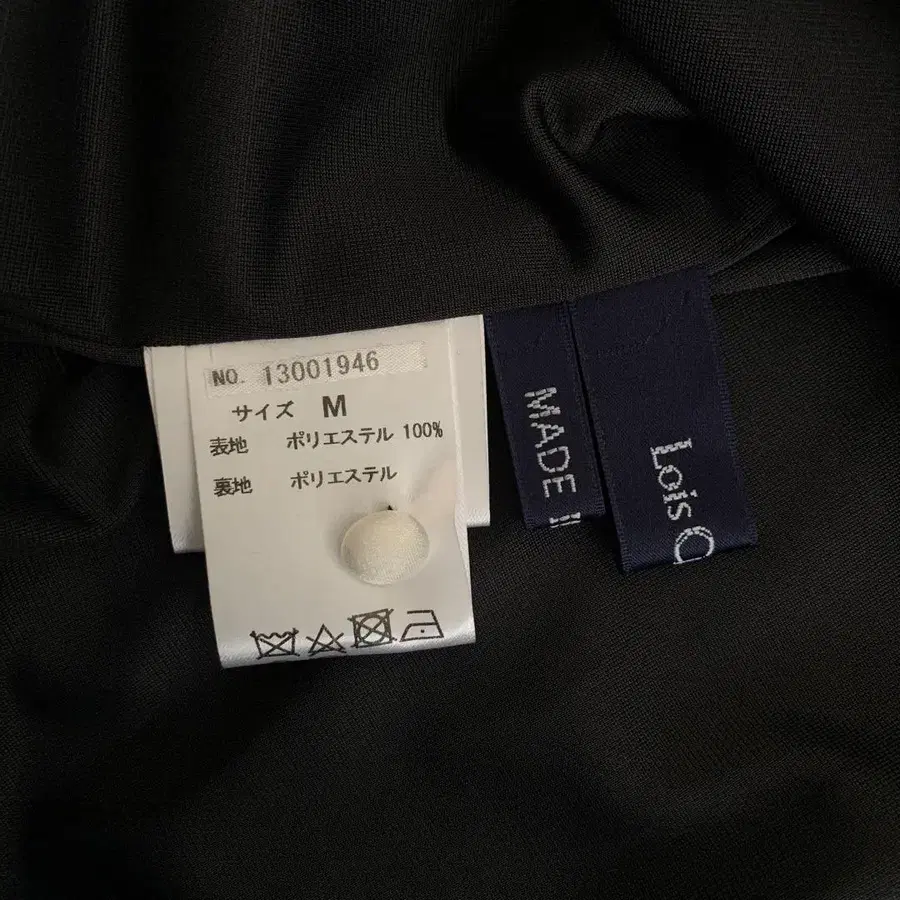 NO. 13001946
サイズ M
表地 ポリエステル 100%
裏地 ポリエステル
MADE
Lois